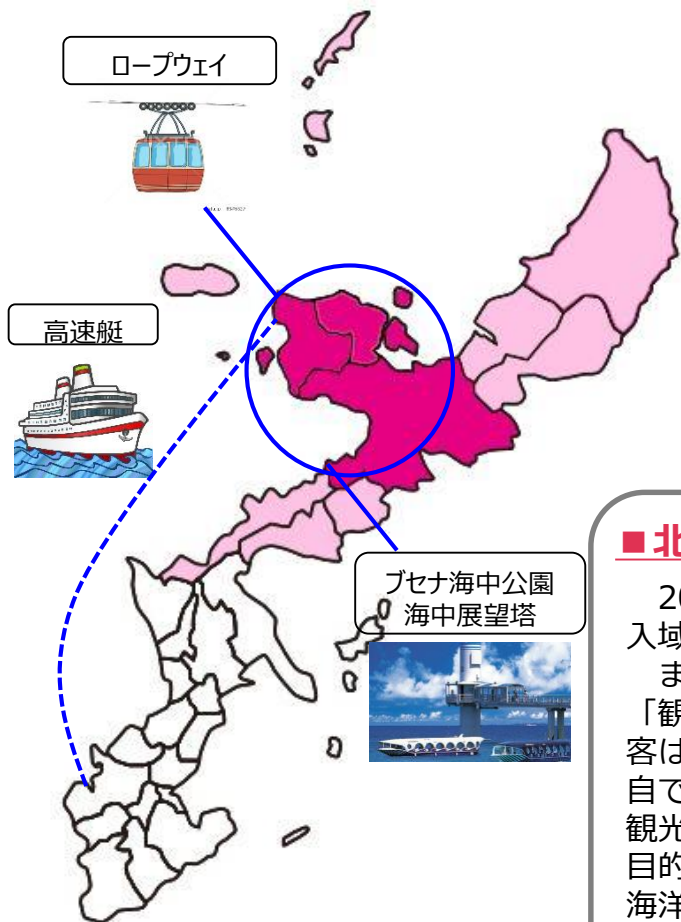 ロープウェイ
高速艇
ブセナ海中公園
海中展望塔
■北
入域
ま
「観
客は
自で
観光
目的
海洋